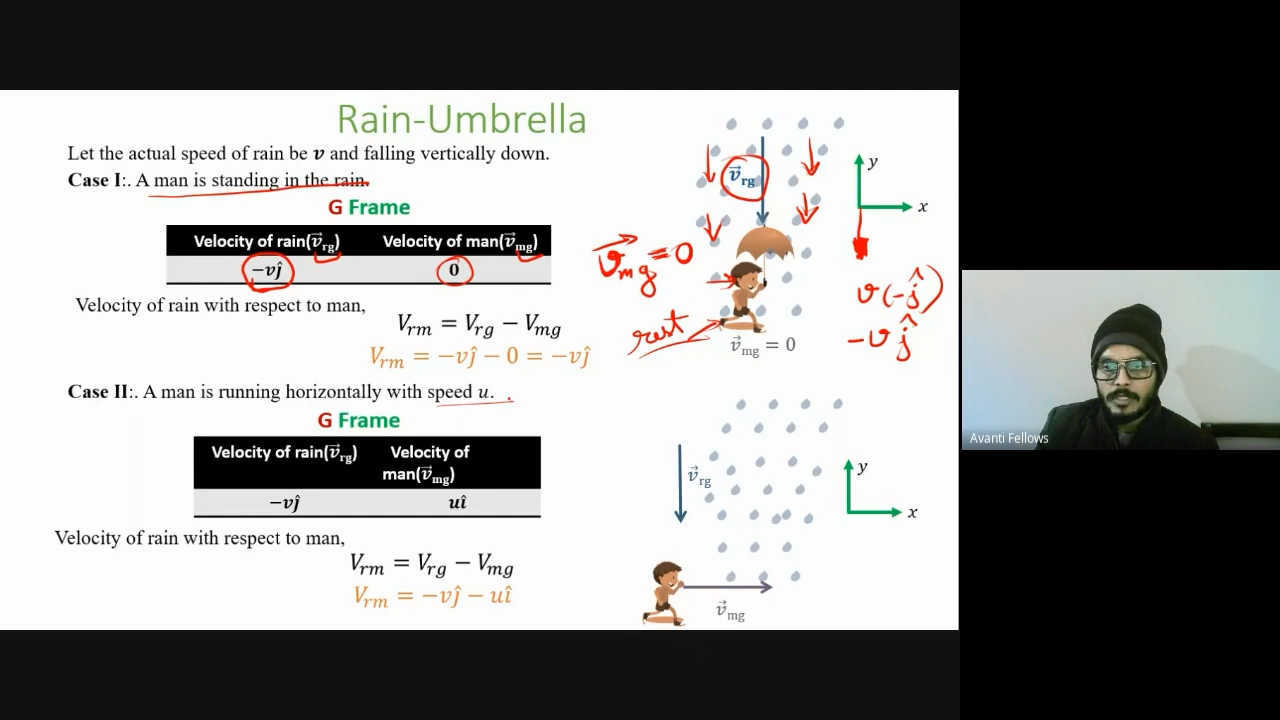 Rain-Umbrella
Let the actual speed of rain be v and falling vertically down.
Case I:. A man is standing in the rain.
G Frame
Velocity of rain(v⃗rg) Velocity of man(v⃗mg)
−vĵ 0
Velocity of rain with respect to man,
Vrm = Vrg − Vmg
Vrm = −vĵ − 0 = −vĵ
v⃗rg
y
x
v⃗mg = 0
rest
v⃗mg = 0
v(−ĵ)
−vĵ
Case II:. A man is running horizontally with speed u.
G Frame
Velocity of rain(v⃗rg) Velocity of
man(v⃗mg)
−vĵ uî
Velocity of rain with respect to man,
Vrm = Vrg − Vmg
Vrm = −vĵ − uî
v⃗rg
y
x
v⃗mg
Avanti Fellows